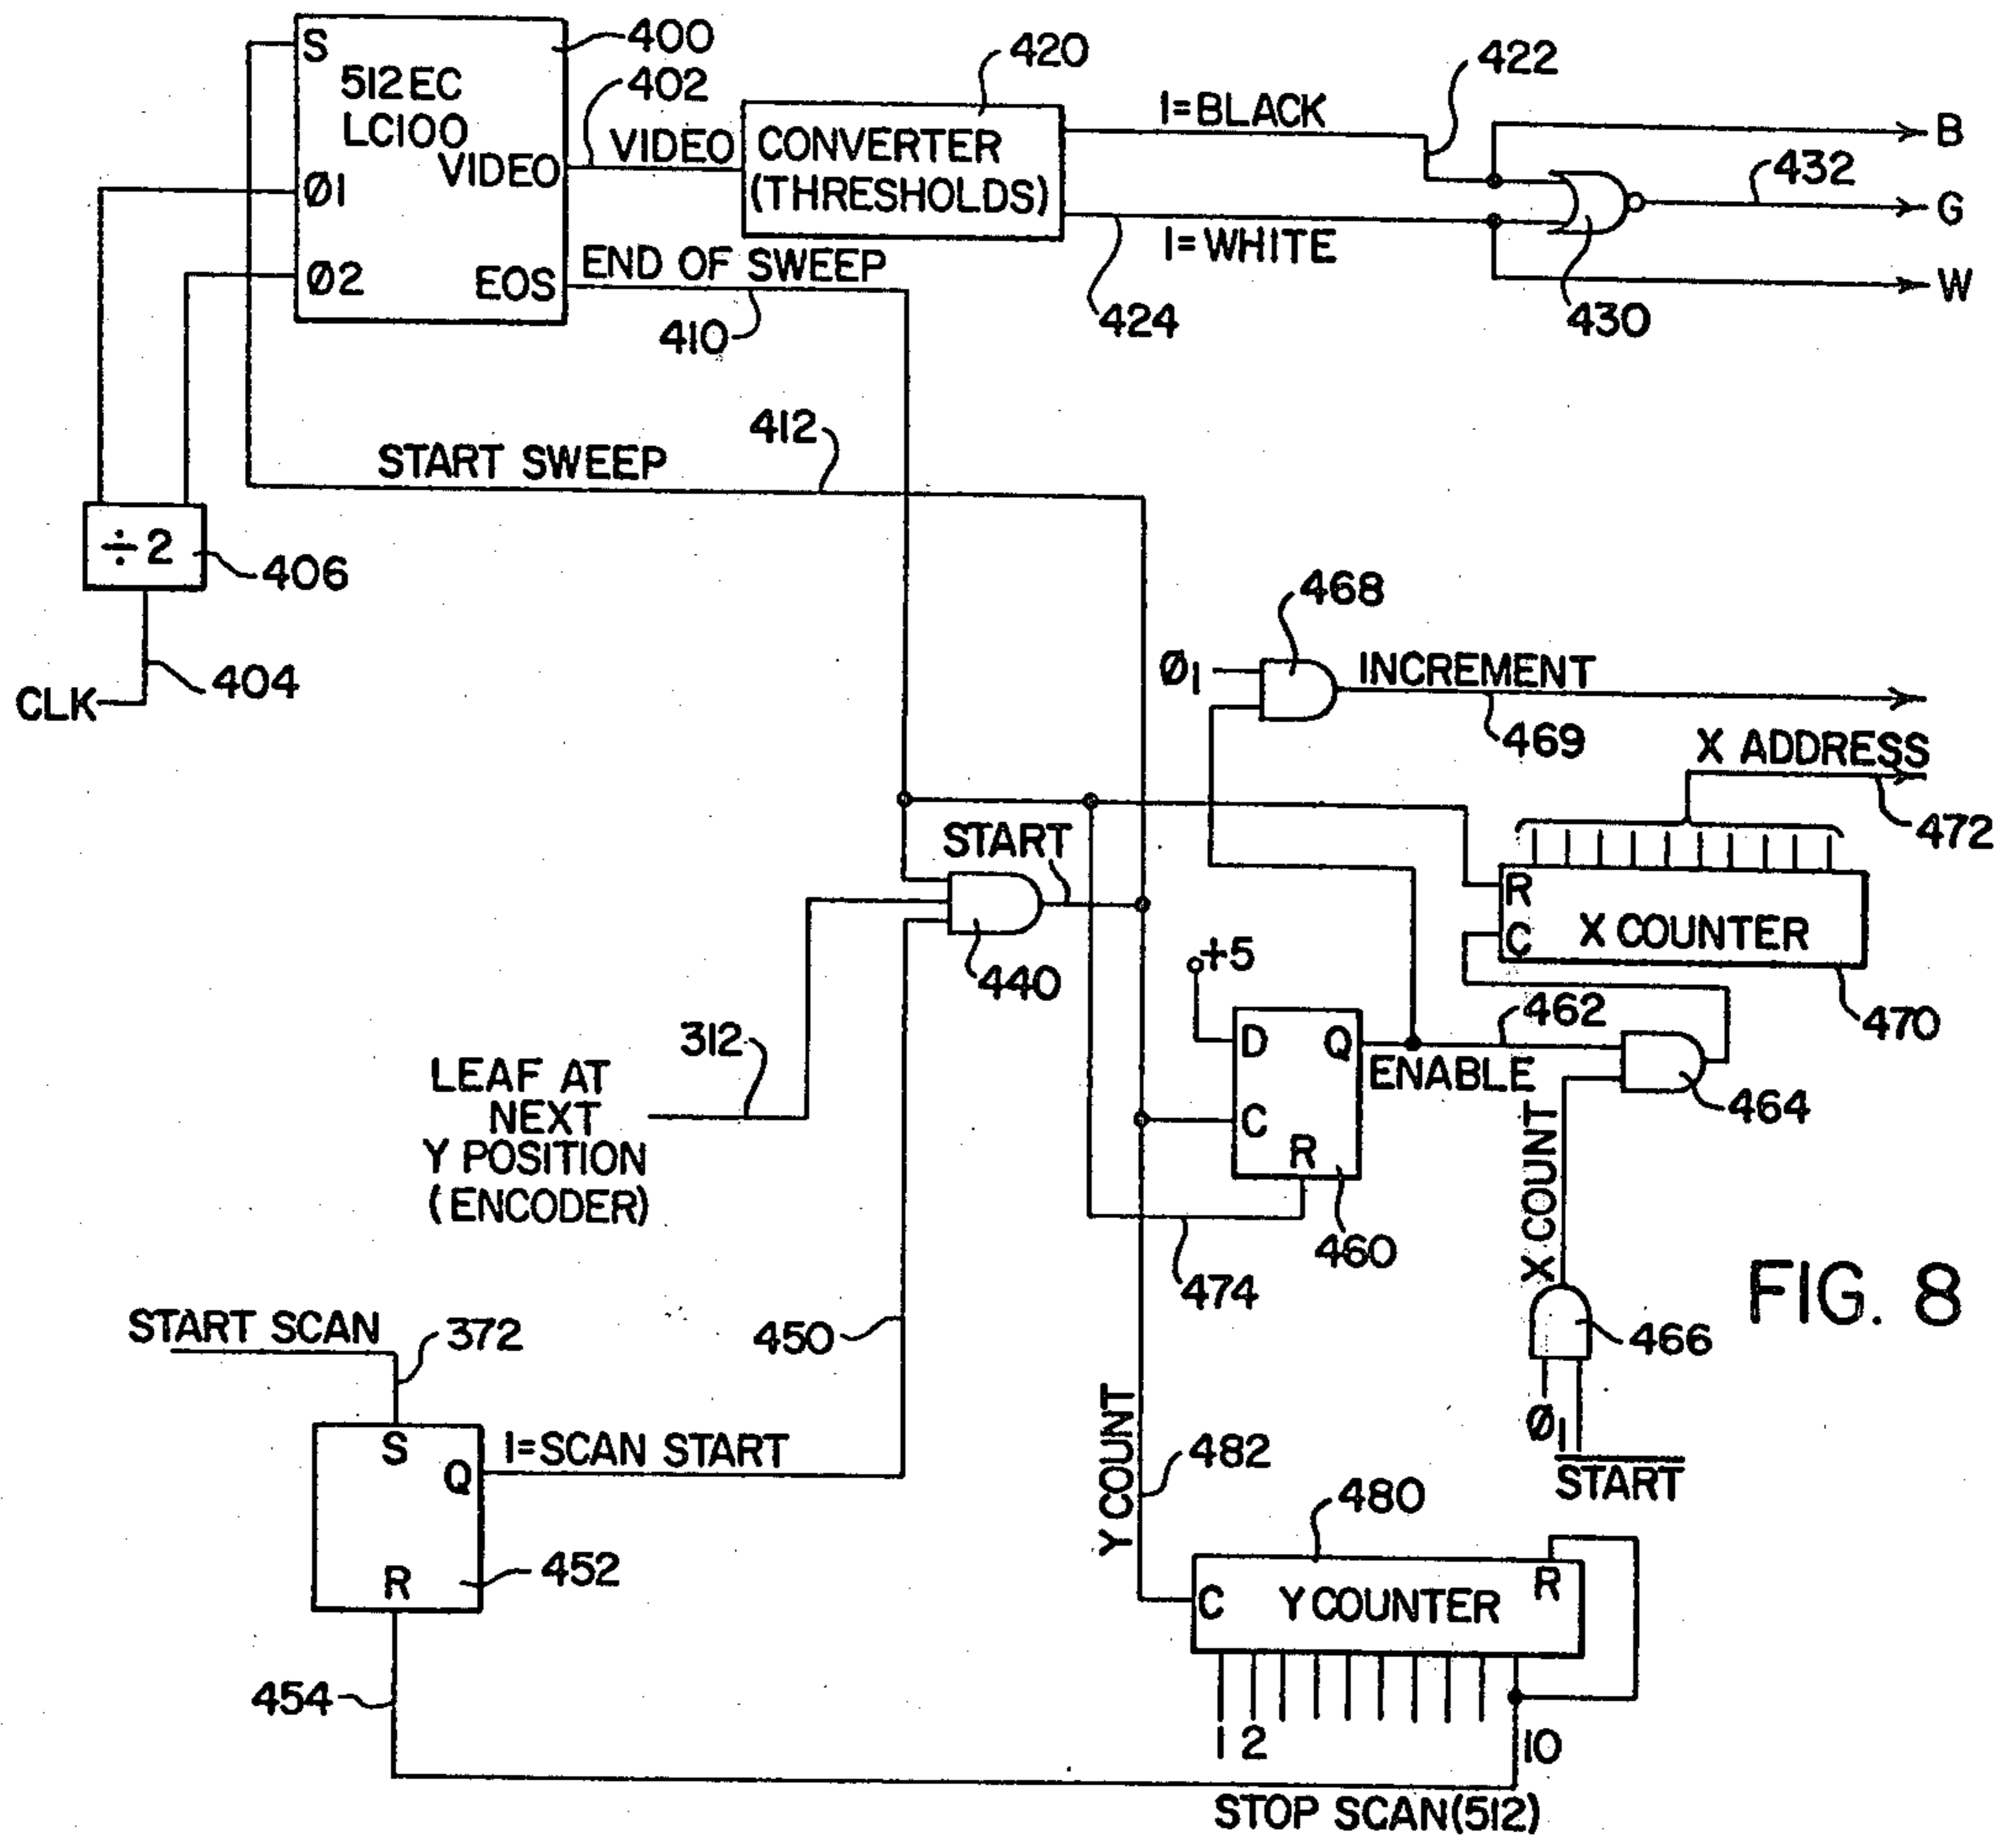 S
512EC
LC100
VIDEO
Ø1
Ø2
EOS
400
402
VIDEO
420
CONVERTER
(THRESHOLDS)
1=BLACK
422
B
432
G
1=WHITE
424
430
W
END OF SWEEP
410
412
START SWEEP
÷2
406
404
CLK
468
Ø1
INCREMENT
469
X ADDRESS
472
START
R
C
X COUNTER
470
440
+5
D
Q
C
R
462
ENABLE
464
460
474
312
LEAF AT
NEXT
Y POSITION
(ENCODER)
X COUNT
FIG. 8
466
Ø1
START
START SCAN
372
450
S
Q
R
1=SCAN START
452
454
Y COUNT
482
480
C
Y COUNTER
R
1 2
10
STOP SCAN(512)